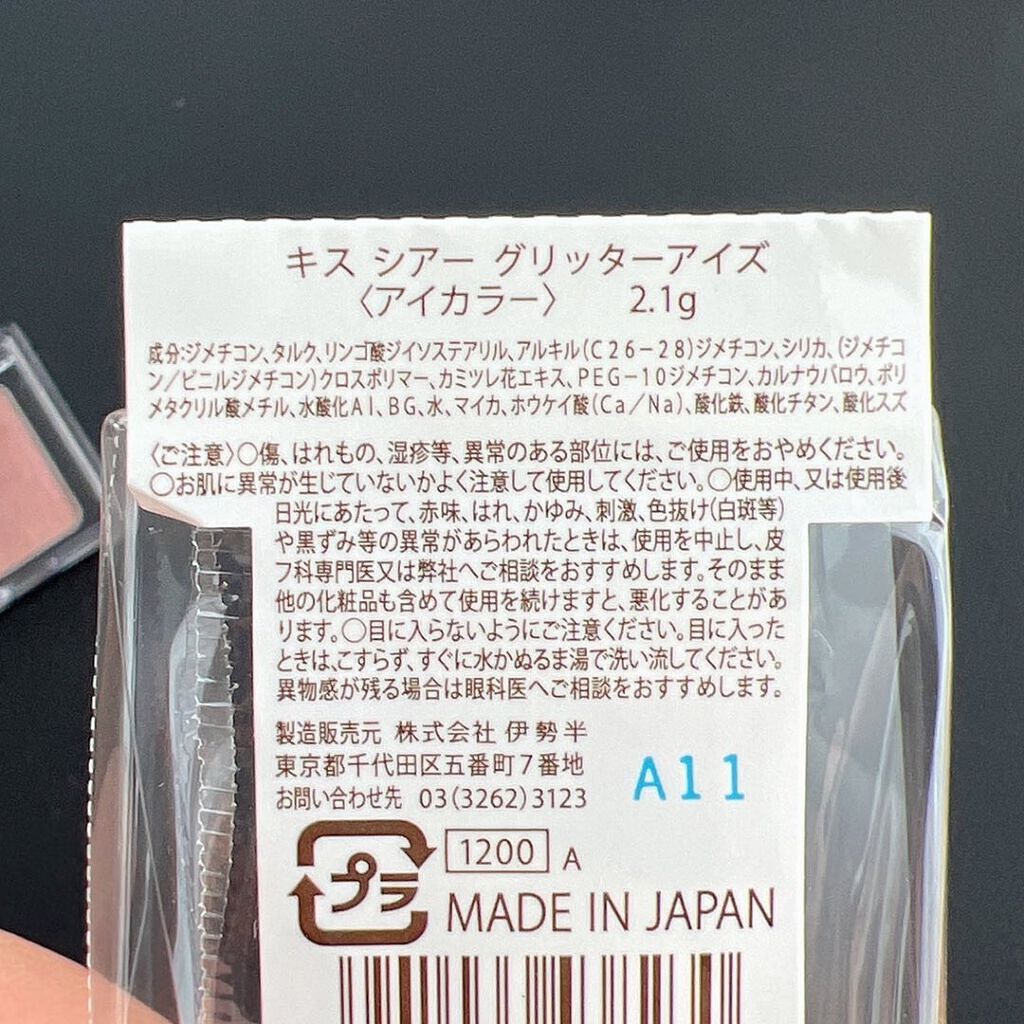 キス シアー グリッターアイズ
〈アイカラー〉 2.1g
成分:ジメチコン、タルク、リンゴ酸ジイソステアリル、アルキル(C26-28)ジメチコン、シリカ、(ジメチコ
ン/ビニルジメチコン)クロスポリマー、カミツレ花エキス、PEG-10ジメチコン、カルナウバロウ、ポリ
メタクリル酸メチル、水酸化Al、BG、水、マイカ、ホウケイ酸(Ca/Na)、酸化鉄、酸化チタン、酸化スズ
〈ご注意〉○傷、はれもの、湿疹等、異常のある部位には、ご使用をおやめください。
○お肌に異常が生じていないかよく注意して使用してください。○使用中、又は使用後
日光にあたって、赤味、はれ、かゆみ、刺激、色抜け(白斑等)
や黒ずみ等の異常があらわれたときは、使用を中止し、皮
フ科専門医又は弊社へご相談をおすすめします。そのまま
他の化粧品も含めて使用を続けますと、悪化することがあ
ります。○目に入らないようにご注意ください。目に入った
ときは、こすらず、すぐに水かぬるま湯で洗い流してください。
異物感が残る場合は眼科医へご相談をおすすめします。
製造販売元 株式会社 伊勢半
東京都千代田区五番町7番地
お問い合わせ先 03(3262)3123
A11
プラ
1200 A
MADE IN JAPAN